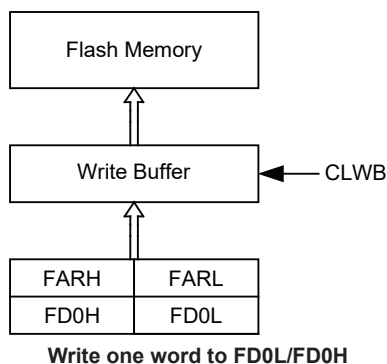 Flash Memory
Write Buffer
CLWB
FARH FARL
FD0H FD0L
Write one word to FD0L/FD0H